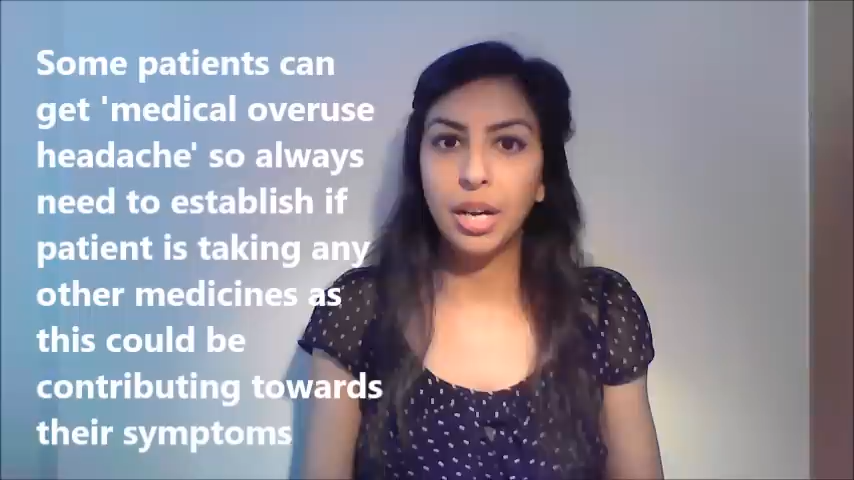 Some patients can
get 'medical overuse
headache' so always
need to establish if
patient is taking any
other medicines as
this could be
contributing towards
their symptoms